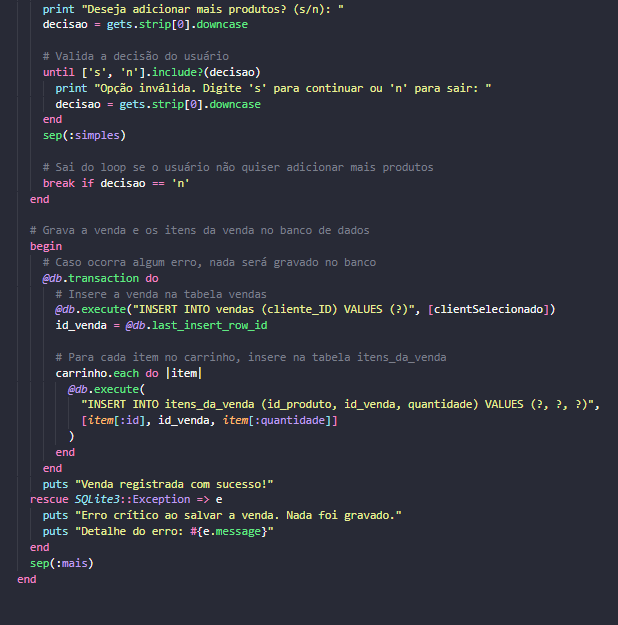 print "Deseja adicionar mais produtos? (s/n): "
decisao = gets.strip[0].downcase
# Valida a decisão do usuário
until ['s', 'n'].include?(decisao)
print "Opção inválida. Digite 's' para continuar ou 'n' para sair: "
decisao = gets.strip[0].downcase
end
sep(:simples)
# Sai do loop se o usuário não quiser adicionar mais produtos
break if decisao == 'n'
end
# Grava a venda e os itens da venda no banco de dados
begin
# Caso ocorra algum erro, nada será gravado no banco
@db.transaction do
# Insere a venda na tabela vendas
@db.execute("INSERT INTO vendas (cliente_ID) VALUES (?)", [clientSelecionado])
id_venda = @db.last_insert_row_id
# Para cada item no carrinho, insere na tabela itens_da_venda
carrinho.each do |item|
@db.execute(
"INSERT INTO itens_da_venda (id_produto, id_venda, quantidade) VALUES (?, ?, ?)",
[item[:id], id_venda, item[:quantidade]]
)
end
end
puts "Venda registrada com sucesso!"
rescue SQLite3::Exception => e
puts "Erro crítico ao salvar a venda. Nada foi gravado."
puts "Detalhe do erro: #{e.message}"
end
sep(:mais)
end